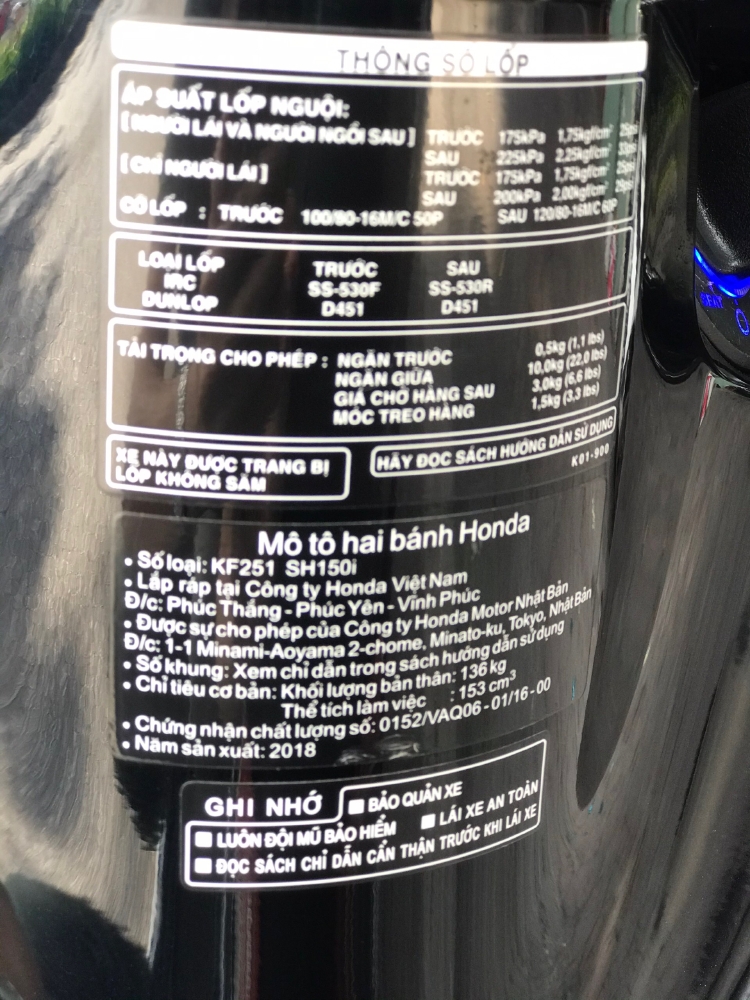 THÔNG SỐ LỐP
ÁP SUẤT LỐP NGUỘI:
[NGƯỜI LÁI VÀ NGƯỜI NGỒI SAU] TRƯỚC 175kPa 1,75kgf/cm² 25psi
SAU 225kPa 2,25kgf/cm² 33psi
[CHỈ NGƯỜI LÁI] TRƯỚC 175kPa 1,75kgf/cm² 25psi
SAU 200kPa 2,00kgf/cm² 29psi
CỠ LỐP : TRƯỚC 100/80-16M/C 50P SAU 120/80-16M/C 60P
LOẠI LỐP TRƯỚC SAU
IRC SS-530F SS-530R
DUNLOP D451 D451
TẢI TRỌNG CHO PHÉP : NGĂN TRƯỚC 0,5kg (1.1 lbs)
NGĂN GIỮA 10,0kg (22,0 lbs)
GIÁ CHỞ HÀNG SAU 3,0kg (6,6 lbs)
MÓC TREO HÀNG 1,5kg (3,3 lbs)
XE NÀY ĐƯỢC TRANG BỊ
LỐP KHÔNG SĂM
HÃY ĐỌC SÁCH HƯỚNG DẪN SỬ DỤNG
K01-900
Mô tô hai bánh Honda
• Số loại: KF251 SH150i
• Lắp ráp tại Công ty Honda Việt Nam
Đ/c: Phúc Thắng - Phúc Yên - Vĩnh Phúc
• Được sự cho phép của Công ty Honda Motor Nhật Bản
Đ/c: 1-1 Minami-Aoyama 2-chome, Minato-ku, Tokyo, Nhật Bản
• Số khung: Xem chỉ dẫn trong sách hướng dẫn sử dụng
• Chỉ tiêu cơ bản: Khối lượng bản thân: 136 kg
Thể tích làm việc : 153 cm³
• Chứng nhận chất lượng số: 0152/VAQ06 - 01/16 - 00
• Năm sản xuất: 2018
GHI NHỚ
■ BẢO QUẢN XE
■ LUÔN ĐỘI MŨ BẢO HIỂM ■ LÁI XE AN TOÀN
■ ĐỌC SÁCH CHỈ DẪN CẨN THẬN TRƯỚC KHI LÁI XE